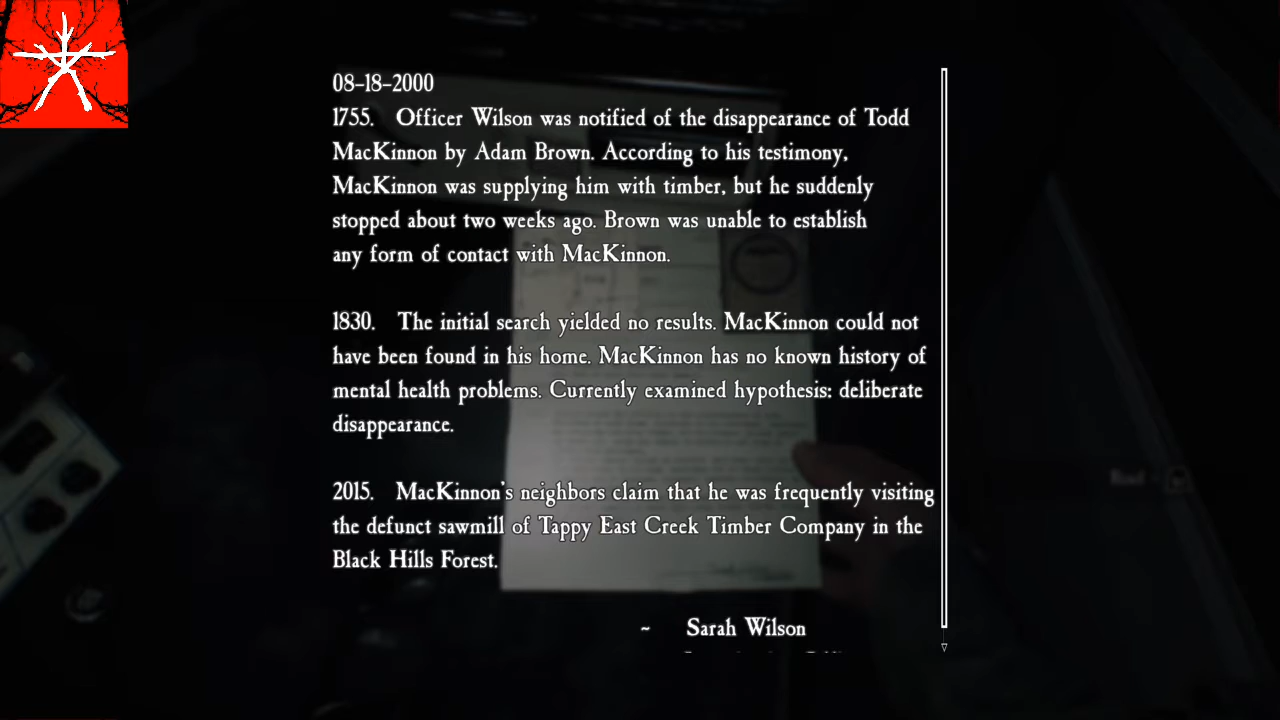 08-18-2000
1755. Officer Wilson was notified of the disappearance of Todd
MacKinnon by Adam Brown. According to his testimony,
MacKinnon was supplying him with timber, but he suddenly
stopped about two weeks ago. Brown was unable to establish
any form of contact with MacKinnon.
1830. The initial search yielded no results. MacKinnon could not
have been found in his home. MacKinnon has no known history of
mental health problems. Currently examined hypothesis: deliberate
disappearance.
2015. MacKinnon's neighbors claim that he was frequently visiting
the defunct sawmill of Tappy East Creek Timber Company in the
Black Hills Forest.
~ Sarah Wilson